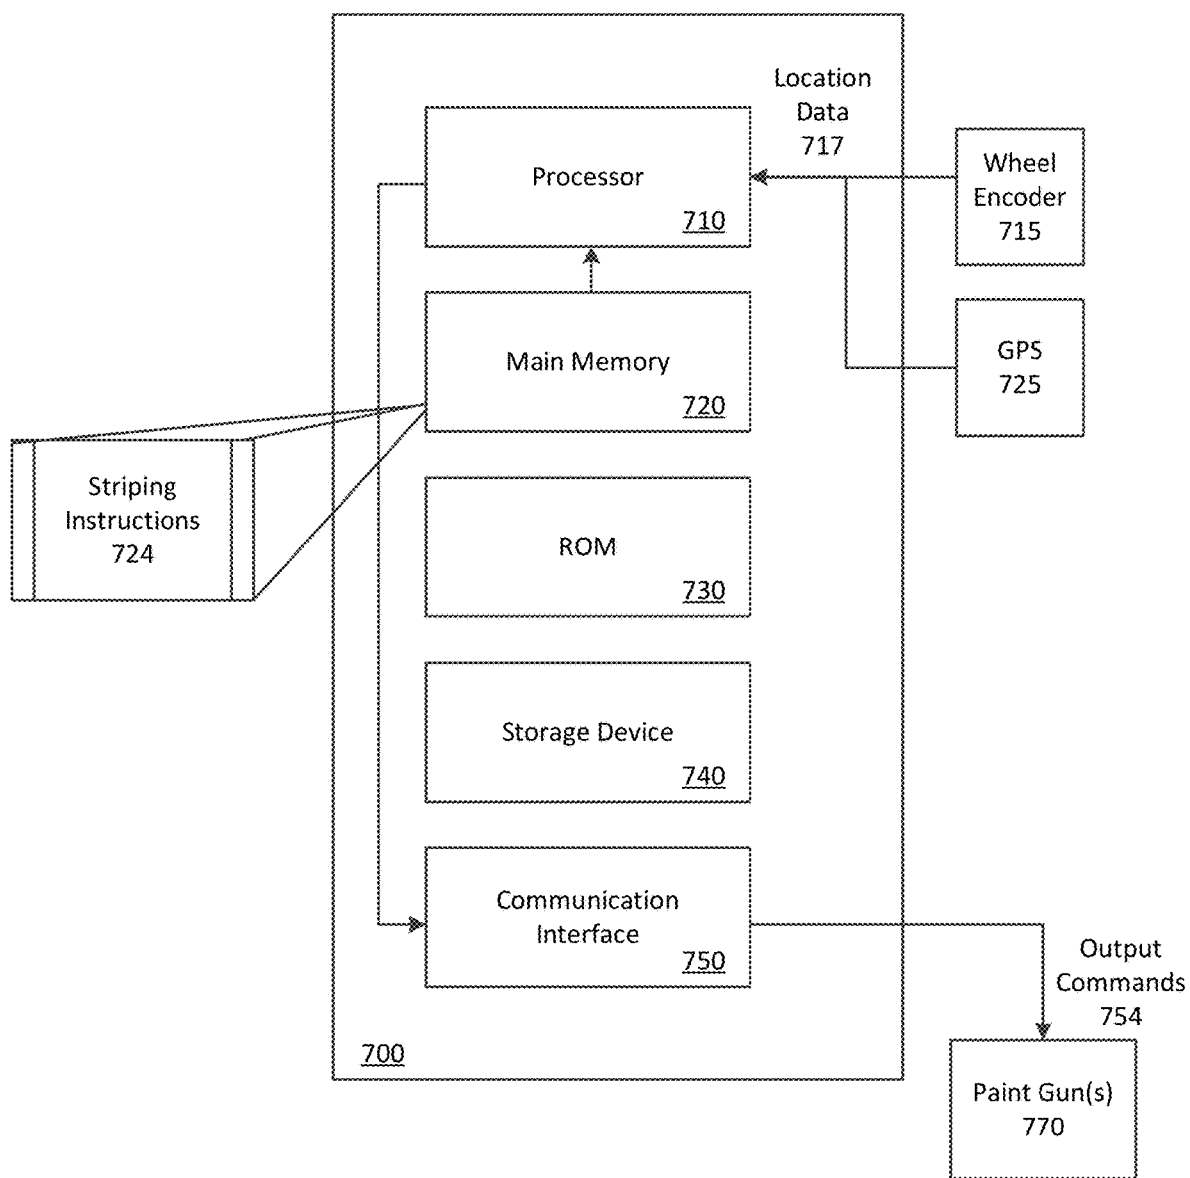 Location
Data
717
Processor
710
Wheel
Encoder
715
Main Memory
720
GPS
725
Striping
Instructions
724
ROM
730
Storage Device
740
Communication
Interface
750
Output
Commands
754
700
Paint Gun(s)
770